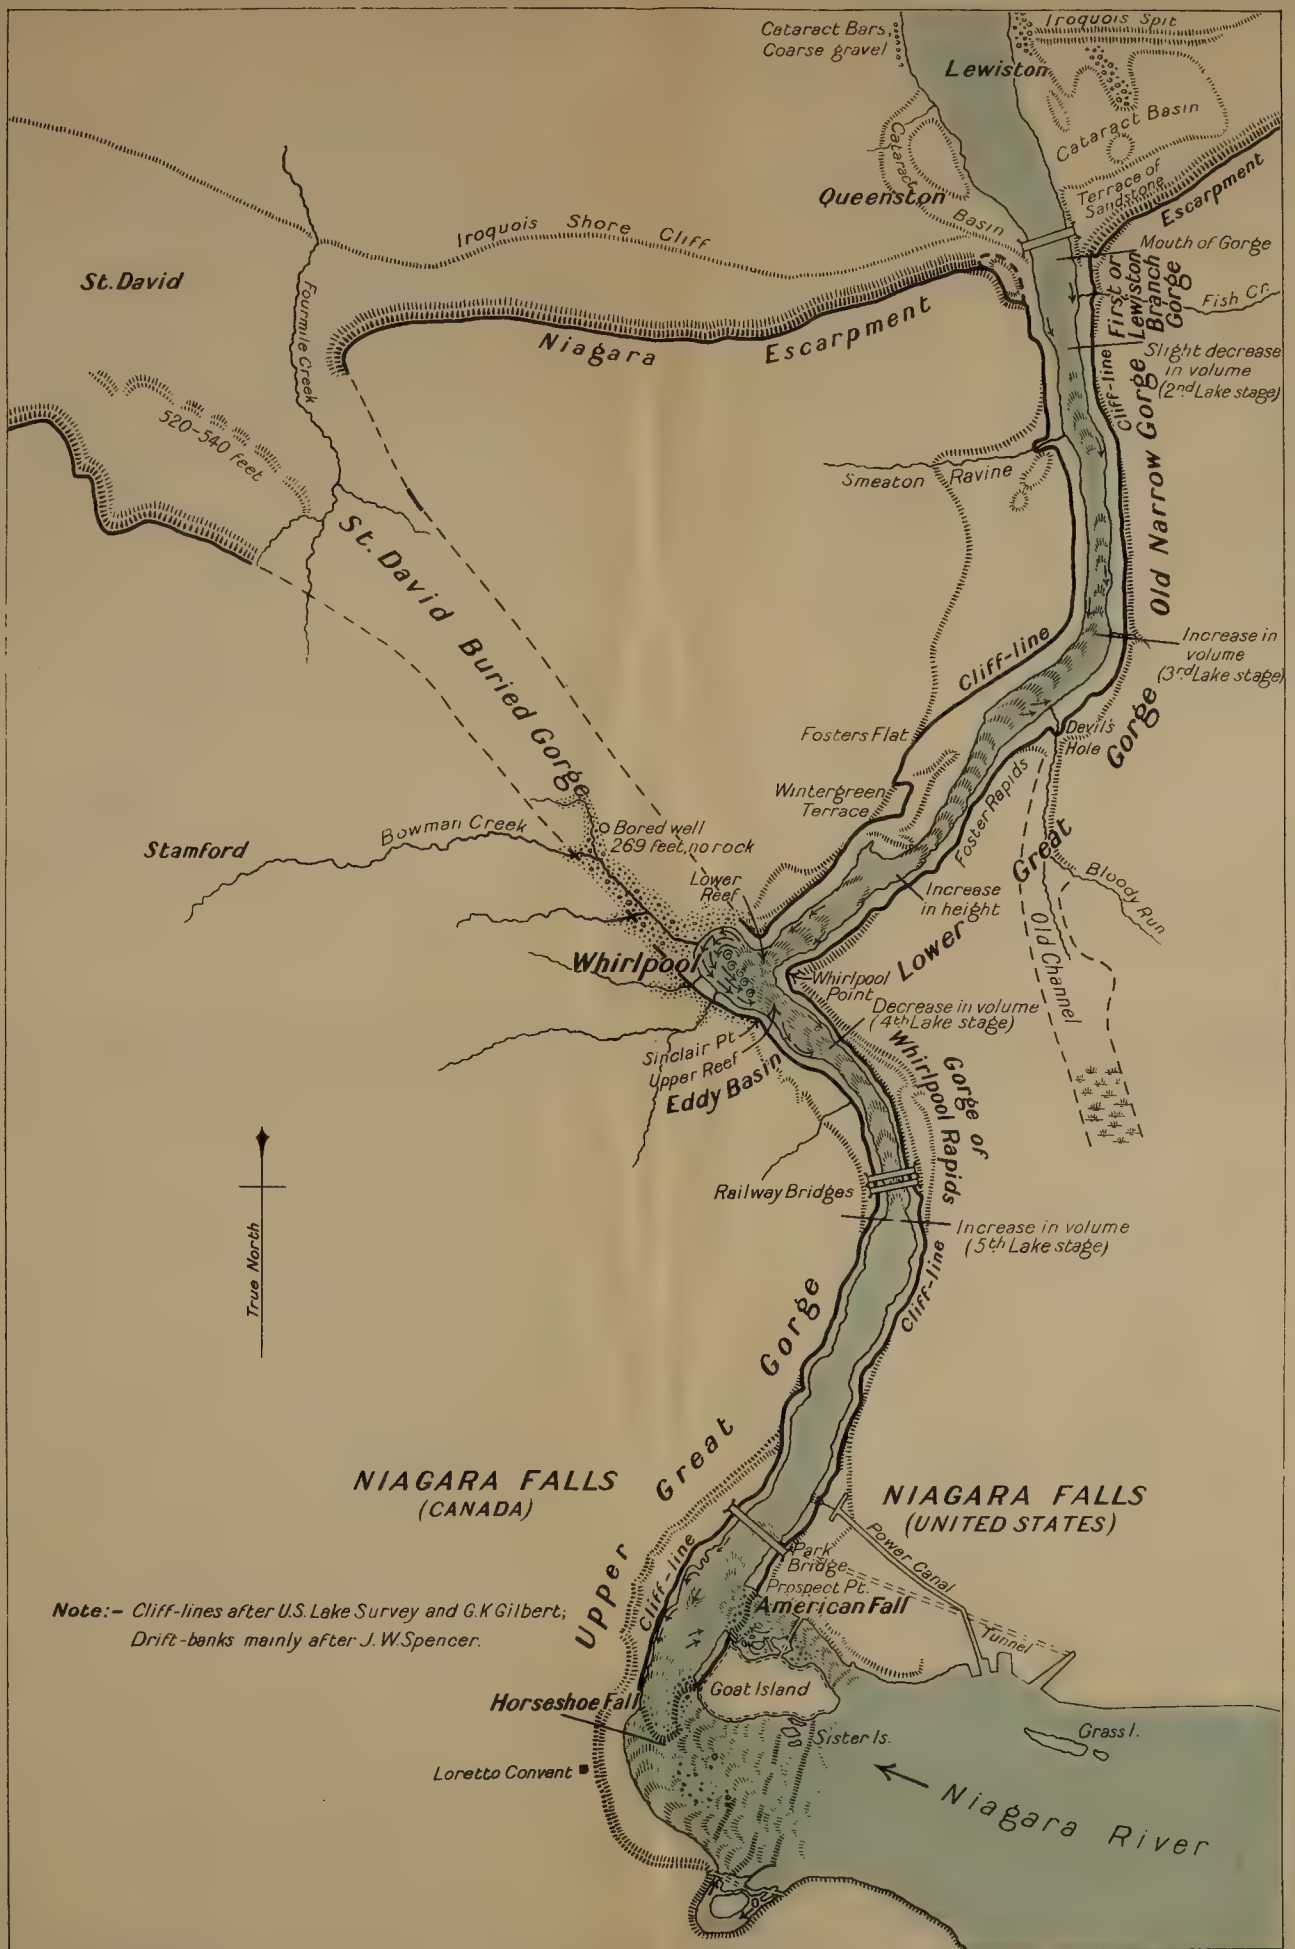 Cataract Bars,
Coarse gravel
Iroquois Spit
Lewiston
Cataract Basin
Cataract
Basin
Queenston
Terrace of
Sandstone
Escarpment
Mouth of Gorge
Iroquois Shore Cliff
St. David
Fourmile Creek
First or
Lewiston
Branch
Gorge
Fish Cr.
Niagara Escarpment
Slight decrease
in volume
(2nd Lake stage)
Cliff-line
Old Narrow Gorge
520-540 feet
Smeaton Ravine
St. David Buried Gorge
Cliff-line
Increase in
volume
(3rd Lake stage)
Fosters Flat
Devil's
Hole
Wintergreen
Terrace
Foster Rapids
Lower Great Gorge
Bowman Creek
Stamford
Bored well
269 feet, no rock
Lower
Reef
Increase
in height
Bloody Run
Old Channel
Whirlpool
Whirlpool
Point
Decrease in volume
(4th Lake stage)
Sinclair Pt.
Upper Reef
Eddy Basin
Gorge of
Whirlpool Rapids
Railway Bridges
Increase in volume
(5th Lake stage)
True North
Cliff-line
Upper Great Gorge
NIAGARA FALLS
(CANADA)
NIAGARA FALLS
(UNITED STATES)
Cliff-line
Park
Bridge
Power Canal
Prospect Pt.
American Fall
Tunnel
Note:- Cliff-lines after U.S. Lake Survey and G.K Gilbert;
Drift-banks mainly after J.W. Spencer.
Goat Island
Horseshoe Fall
Sister Is.
Grass I.
Loretto Convent
Niagara River